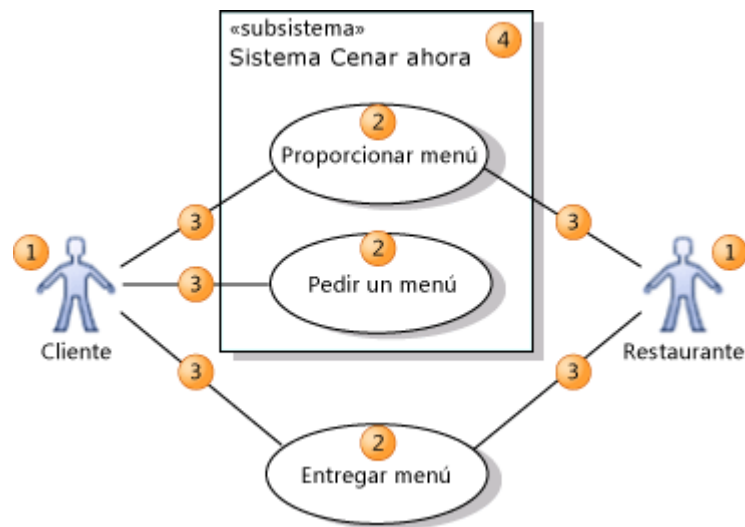 «subsistema»
Sistema Cenar ahora
4
2
Proporcionar menú
3
3
1
1
2
3
Pedir un menú
Cliente
Restaurante
3
3
2
Entregar menú